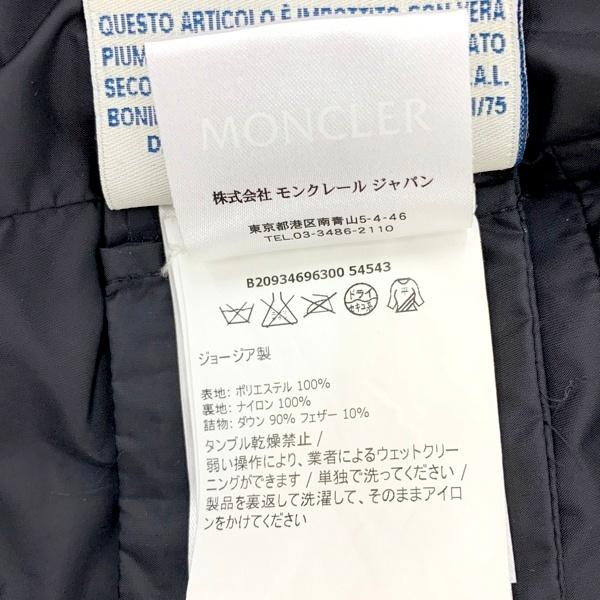 QUESTO ARTICOLO È IMBOTTITO CON VERA
PIUM
ATO
SECO
A.L.
BONI
/75
D
MONCLER
株式会社 モンクレール ジャパン
東京都港区南青山5-4-46
TEL.03-3486-2110
B20934696300 54543
ドライ
セキユ系
ジョージア製
表地: ポリエステル 100%
裏地: ナイロン 100%
詰物: ダウン 90% フェザー 10%
タンブル乾燥禁止 /
弱い操作により、業者によるウェットクリー
ニングができます / 単独で洗ってください /
製品を裏返して洗濯して、そのままアイロ
ンをかけてください